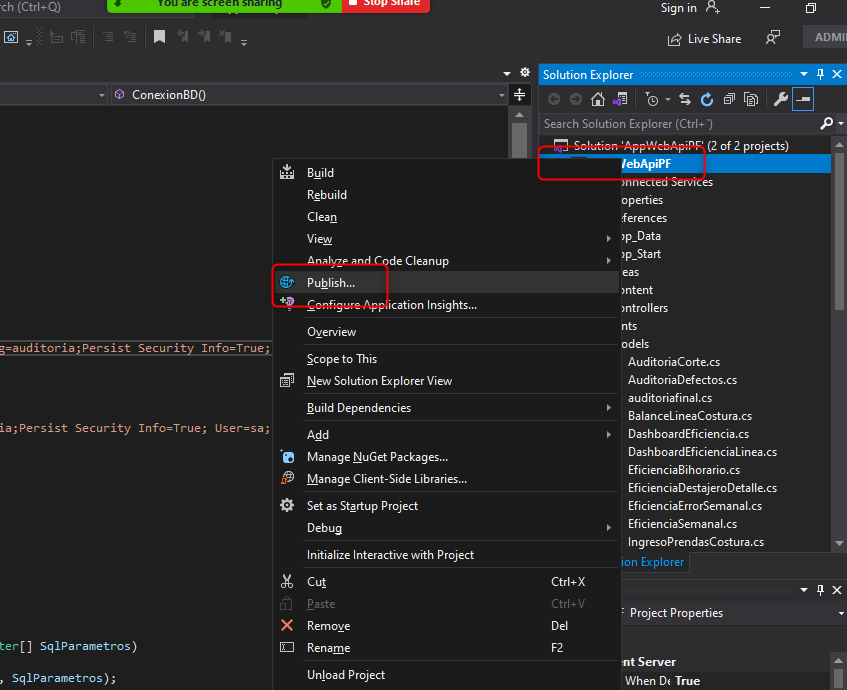 rch (Ctrl+Q)
You are screen sharing
Stop Share
Sign in
Live Share
ADMI
ConexionBD()
Solution Explorer
Search Solution Explorer (Ctrl+`)
Solution 'AppWebApiPF' (2 of 2 projects)
WebApiPF
onnected Services
operties
eferences
pp_Data
pp_Start
eas
ontent
ontrollers
nts
odels
AuditoriaCorte.cs
AuditoriaDefectos.cs
auditoriafinal.cs
BalanceLineaCostura.cs
DashboardEficiencia.cs
DashboardEficienciaLinea.cs
EficienciaBihorario.cs
EficienciaDestajeroDetalle.cs
EficienciaErrorSemanal.cs
EficienciaSemanal.cs
IngresoPrendasCostura.cs
Build
Rebuild
Clean
View
Analyze and Code Cleanup
Publish...
Configure Application Insights...
Overview
Scope to This
New Solution Explorer View
Build Dependencies
Add
Manage NuGet Packages...
Manage Client-Side Libraries...
Set as Startup Project
Debug
Initialize Interactive with Project
Cut Ctrl+X
Paste Ctrl+V
Remove Del
Rename F2
Unload Project
g=auditoria;Persist Security Info=True;
ia;Persist Security Info=True; User=sa;
ter[] SqlParametros)
, SqlParametros);
ion Explorer
F Project Properties
ent Server
When De True